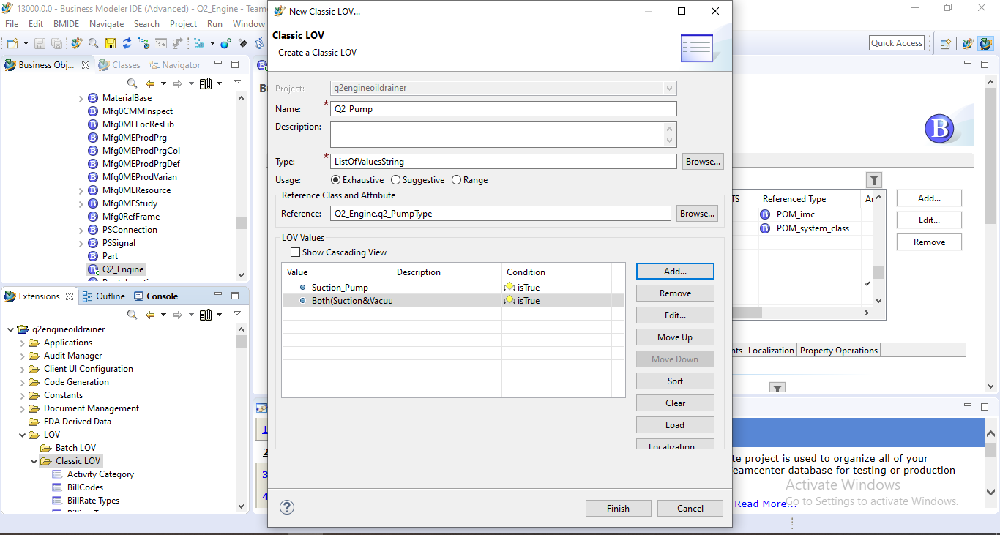 13000.0.0 - Business Modeler IDE (Advanced) - Q2_Engine - Team
File Edit BMIDE Navigate Search Project Run Window
Quick Access
Business Obj...
Classes
Navigator
MaterialBase
Mfg0CMMInspect
Mfg0MELocResLib
Mfg0MEProdPrg
Mfg0MEProdPrgCol
Mfg0MEProdPrgDef
Mfg0MEProdVarian
Mfg0MEResource
Mfg0MEStudy
Mfg0RefFrame
PSConnection
PSSignal
Part
Q2_Engine
Extensions
Outline
Console
q2engineoildrainer
Applications
Audit Manager
Client UI Configuration
Code Generation
Constants
Document Management
EDA Derived Data
LOV
Batch LOV
Classic LOV
Activity Category
BillCodes
BillRate Types
New Classic LOV...
Classic LOV
Create a Classic LOV
Project: q2engineoildrainer
Name: * Q2_Pump
Description:
Type: * ListOfValuesString Browse...
Usage: Exhaustive Suggestive Range
Reference Class and Attribute
Reference: Q2_Engine.q2_PumpType Browse...
LOV Values
Show Cascading View
Value Description Condition
Suction_Pump isTrue
Both(Suction&Vacuu isTrue
Add...
Remove
Edit...
Move Up
Move Down
Sort
Clear
Load
Localization
Finish
Cancel
B
TS Referenced Type
POM_imc
POM_system_class
Add...
Edit...
Remove
nts Localization Property Operations
1
2
3
4
te project is used to organize all of your
eamcenter database for testing or production
Read More...
Activate Windows
Go to Settings to activate Windows.